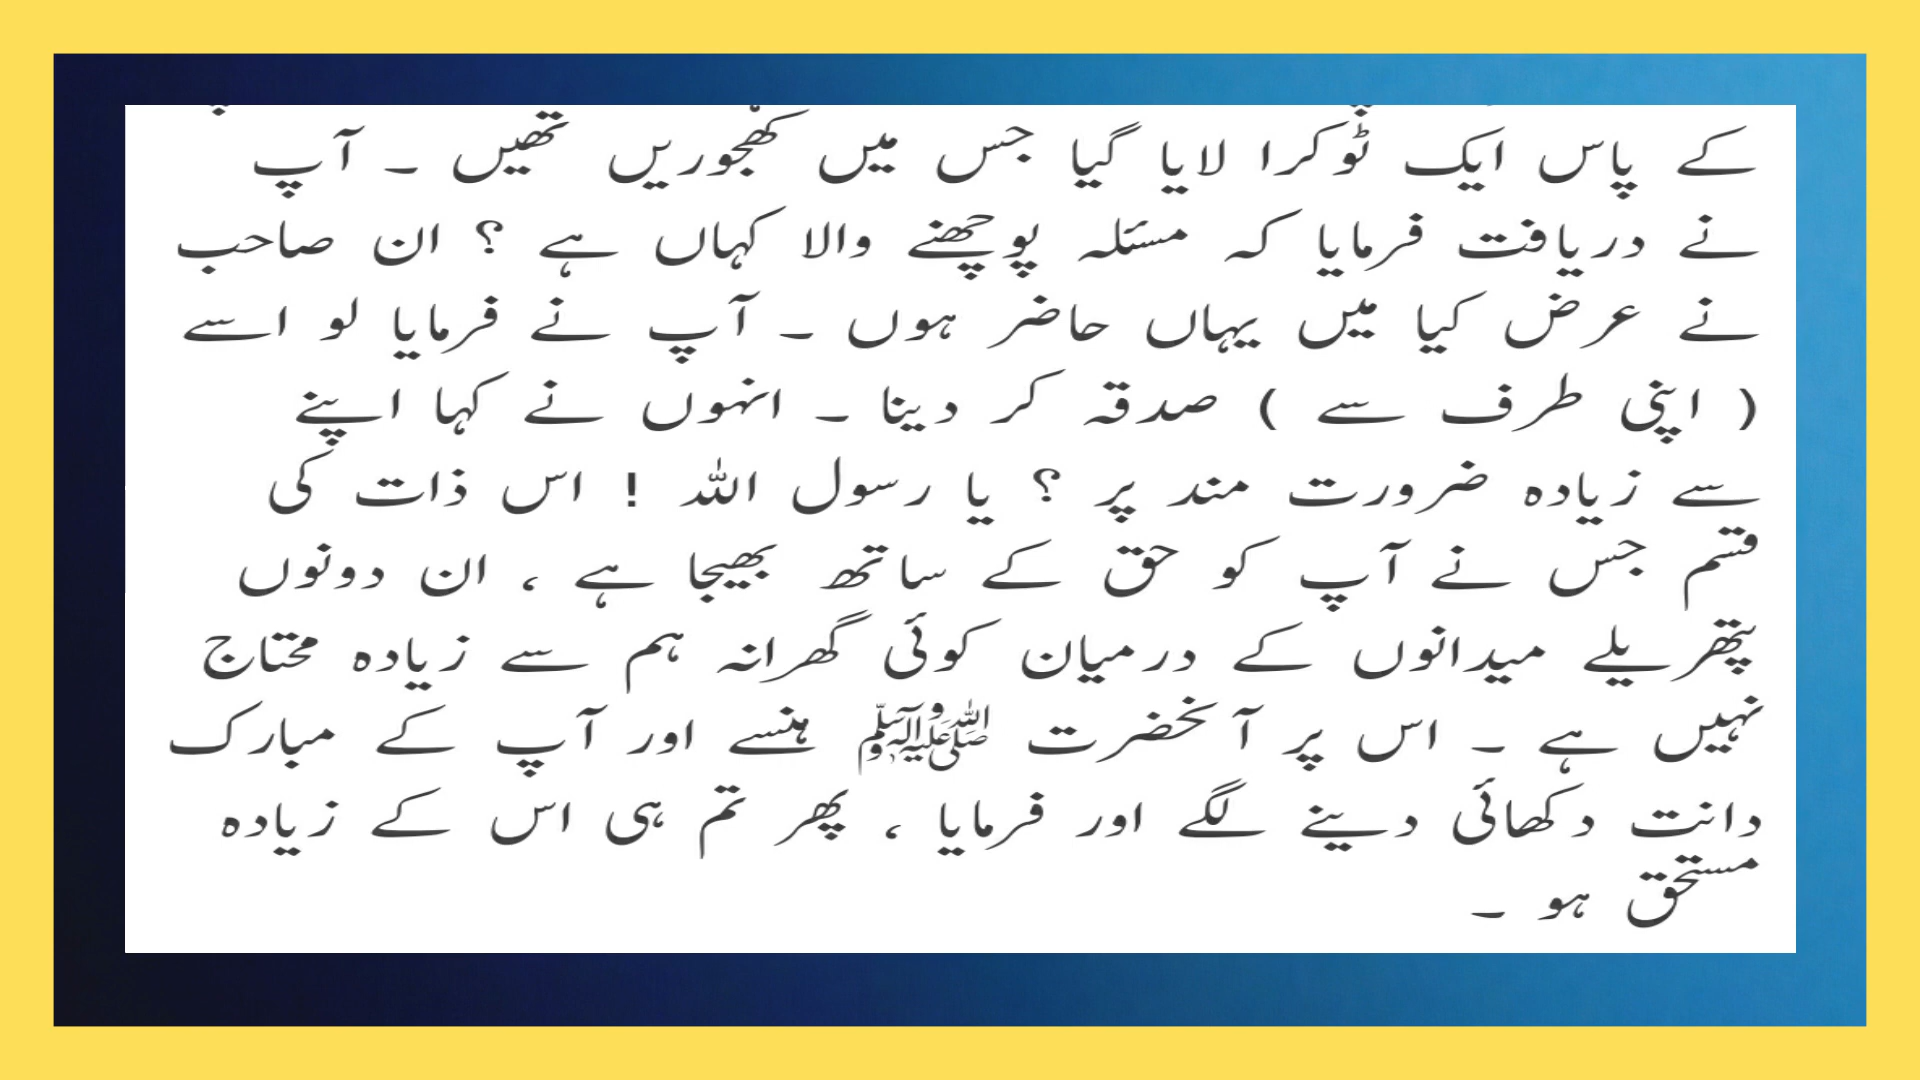 کے پاس ایک ٹوکرا لایا گیا جس میں کھجوریں تھیں ۔ آپ
نے دریافت فرمایا کہ مسئلہ پوچھنے والا کہاں ہے ؟ ان صاحب
نے عرض کیا میں یہاں حاضر ہوں ۔ آپ نے فرمایا لو اسے
( اپنی طرف سے ) صدقہ کر دینا ۔ انہوں نے کہا اپنے
سے زیادہ ضرورت مند پر ؟ یا رسول اللہ ! اس ذات کی
قسم جس نے آپ کو حق کے ساتھ بھیجا ہے ، ان دونوں
پتھریلے میدانوں کے درمیان کوئی گھرانہ ہم سے زیادہ محتاج
نہیں ہے ۔ اس پر آنحضرت ﷺ ہنسے اور آپ کے مبارک
دانت دکھائی دینے لگے اور فرمایا ، پھر تم ہی اس کے زیادہ
مستحق ہو ۔